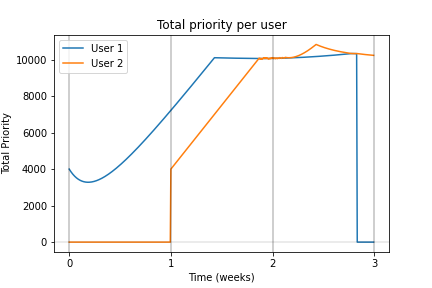 Total priority per user
User 1
User 2
Total Priority
10000
8000
6000
4000
2000
0
0 1 2 3
Time (weeks)